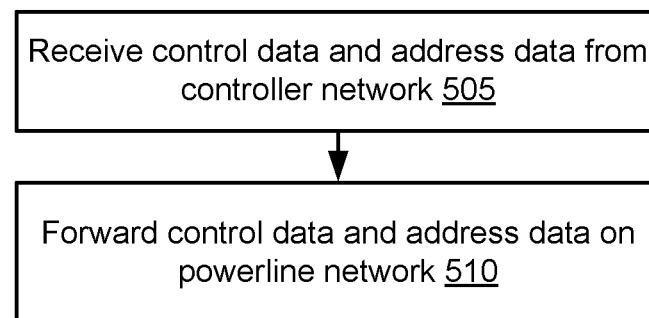 Receive control data and address data from
controller network 505
Forward control data and address data on
powerline network 510